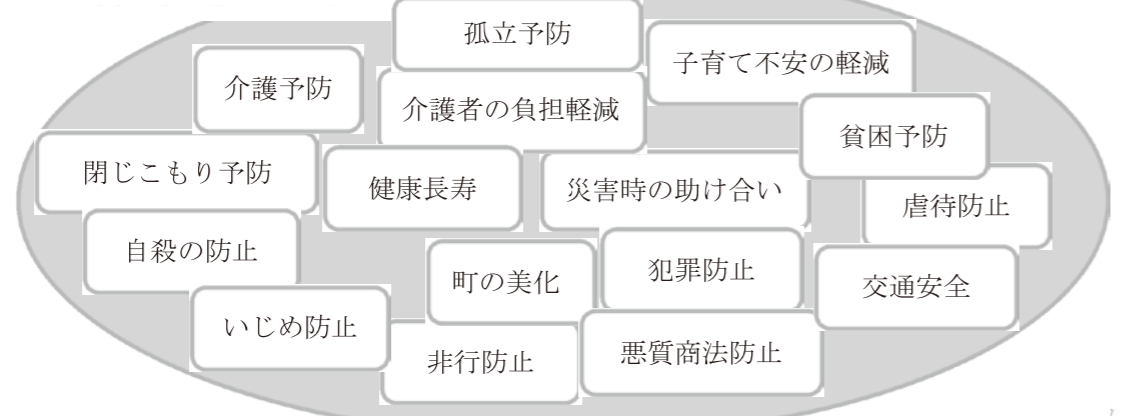 孤立予防
子育て不安の軽減
介護予防
介護者の負担軽減
貧困予防
閉じこもり予防
健康長寿
災害時の助け合い
虐待防止
自殺の防止
町の美化
犯罪防止
交通安全
いじめ防止
非行防止
悪質商法防止